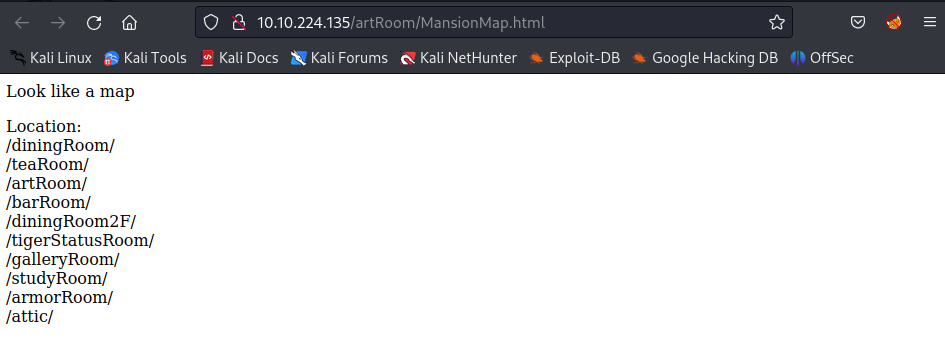 10.10.224.135/artRoom/MansionMap.html
Kali Linux Kali Tools Kali Docs Kali Forums Kali NetHunter Exploit-DB Google Hacking DB OffSec
Look like a map
Location:
/diningRoom/
/teaRoom/
/artRoom/
/barRoom/
/diningRoom2F/
/tigerStatusRoom/
/galleryRoom/
/studyRoom/
/armorRoom/
/attic/